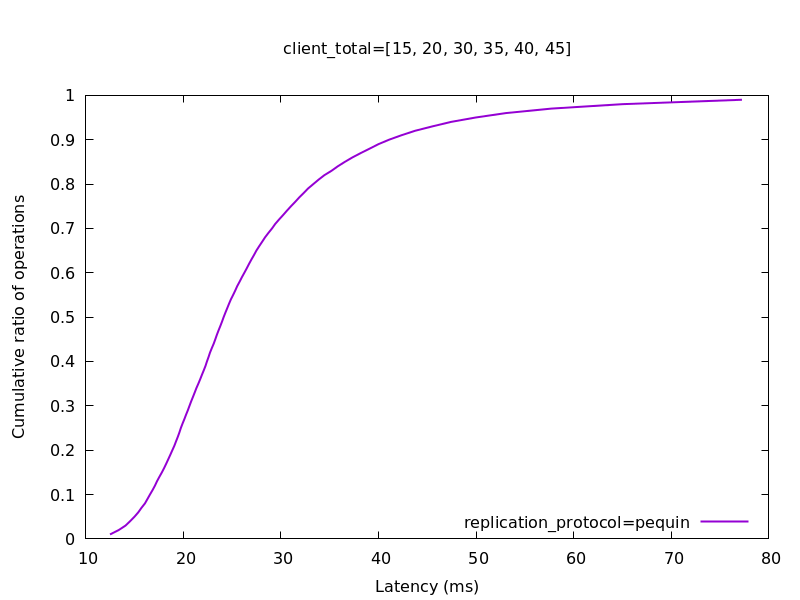 client_total=[15, 20, 30, 35, 40, 45]
1
0.9
0.8
0.7
0.6
0.5
0.4
0.3
0.2
0.1
0
Cumulative ratio of operations
replication_protocol=pequin
10 20 30 40 50 60 70 80
Latency (ms)